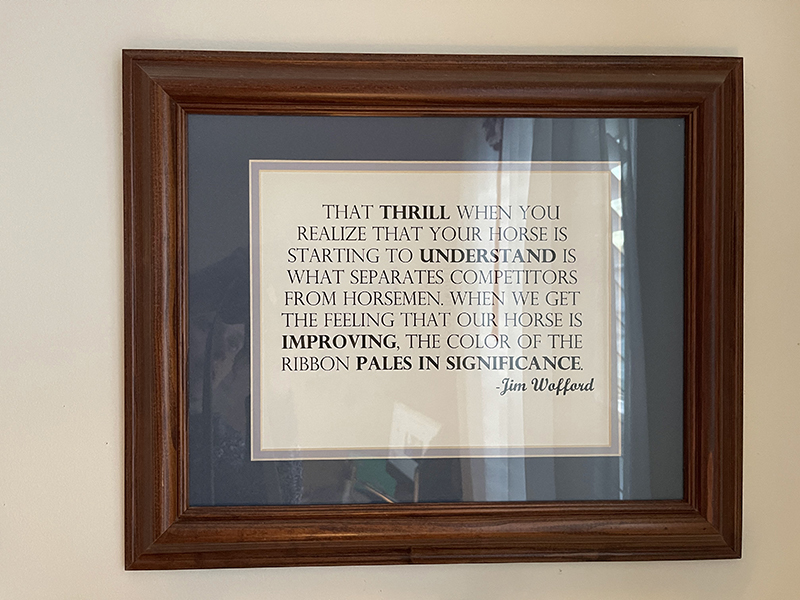 THAT THRILL WHEN YOU
REALIZE THAT YOUR HORSE IS
STARTING TO UNDERSTAND IS
WHAT SEPARATES COMPETITORS
FROM HORSEMEN. WHEN WE GET
THE FEELING THAT OUR HORSE IS
IMPROVING, THE COLOR OF THE
RIBBON PALES IN SIGNIFICANCE.
-Jim Wofford